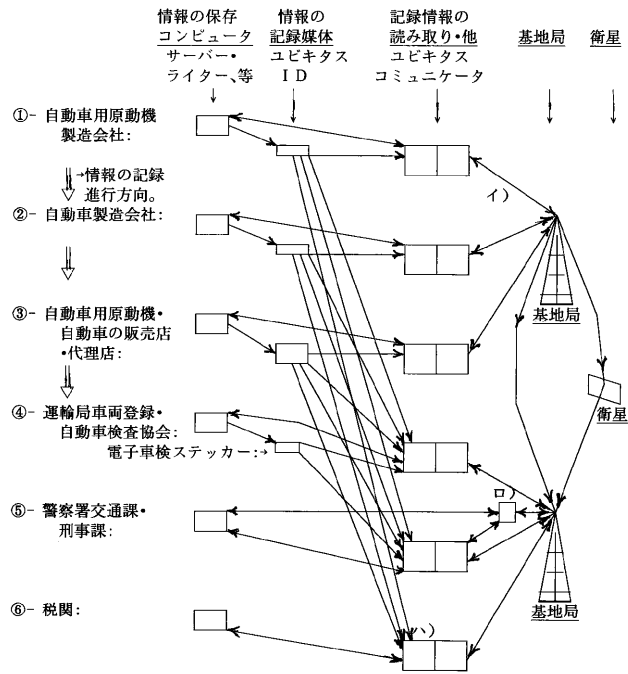 情報の保存
コンピュータ
サーバー・
ライター、等
情報の
記録媒体
ユビキタス
ＩＤ
記録情報の
読み取り・他
ユビキタス
コミュニケータ
基地局
衛星
①- 自動車用原動機
製造会社:
→情報の記録
進行方向。
②- 自動車製造会社:
③- 自動車用原動機・
自動車の販売店
・代理店:
④- 運輸局車両登録・
自動車検査協会:
電子車検ステッカー:→
⑤- 警察署交通課・
刑事課:
⑥- 税関:
イ）
基地局
衛星
ロ）
基地局
ハ）